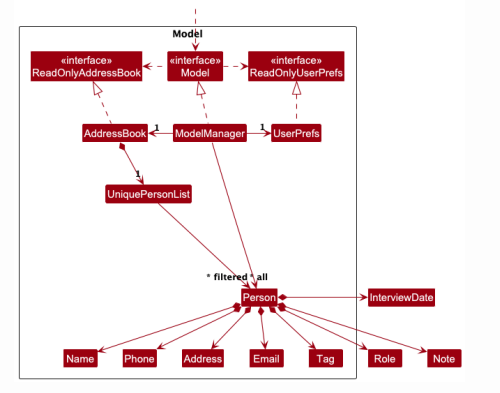 Model
«interface»
ReadOnlyAddressBook
«interface»
Model
«interface»
ReadOnlyUserPrefs
AddressBook
1
ModelManager
1
UserPrefs
1
UniquePersonList
* filtered * all
Person
InterviewDate
Name
Phone
Address
Email
Tag
Role
Note